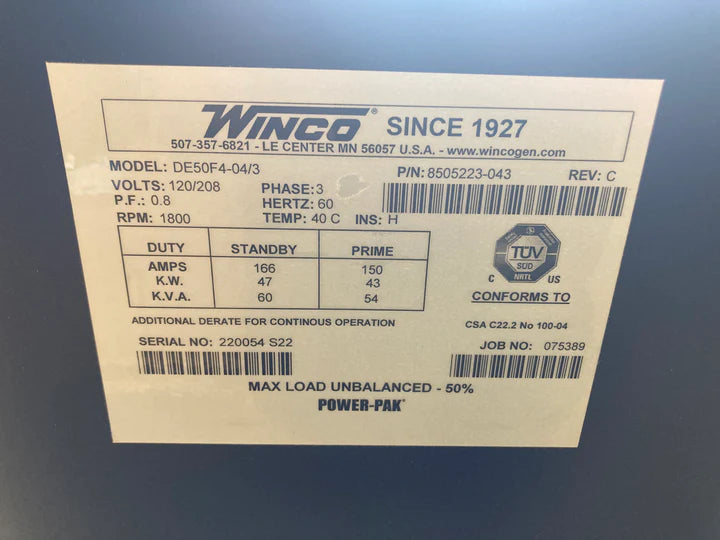 WINCO® SINCE 1927
507-357-6821 - LE CENTER MN 56057 U.S.A. - www.wincogen.com
MODEL: DE50F4-04/3 P/N: 8505223-043 REV: C
VOLTS: 120/208 PHASE: 3
P.F.: 0.8 HERTZ: 60
RPM: 1800 TEMP: 40 C INS: H
DUTY STANDBY PRIME
AMPS 166 150
K.W. 47 43
K.V.A. 60 54
TÜV
SUD
NRTL
C US
CONFORMS TO
ADDITIONAL DERATE FOR CONTINOUS OPERATION CSA C22.2 No 100-04
SERIAL NO: 220054 S22 JOB NO: 075389
MAX LOAD UNBALANCED - 50%
POWER-PAK®